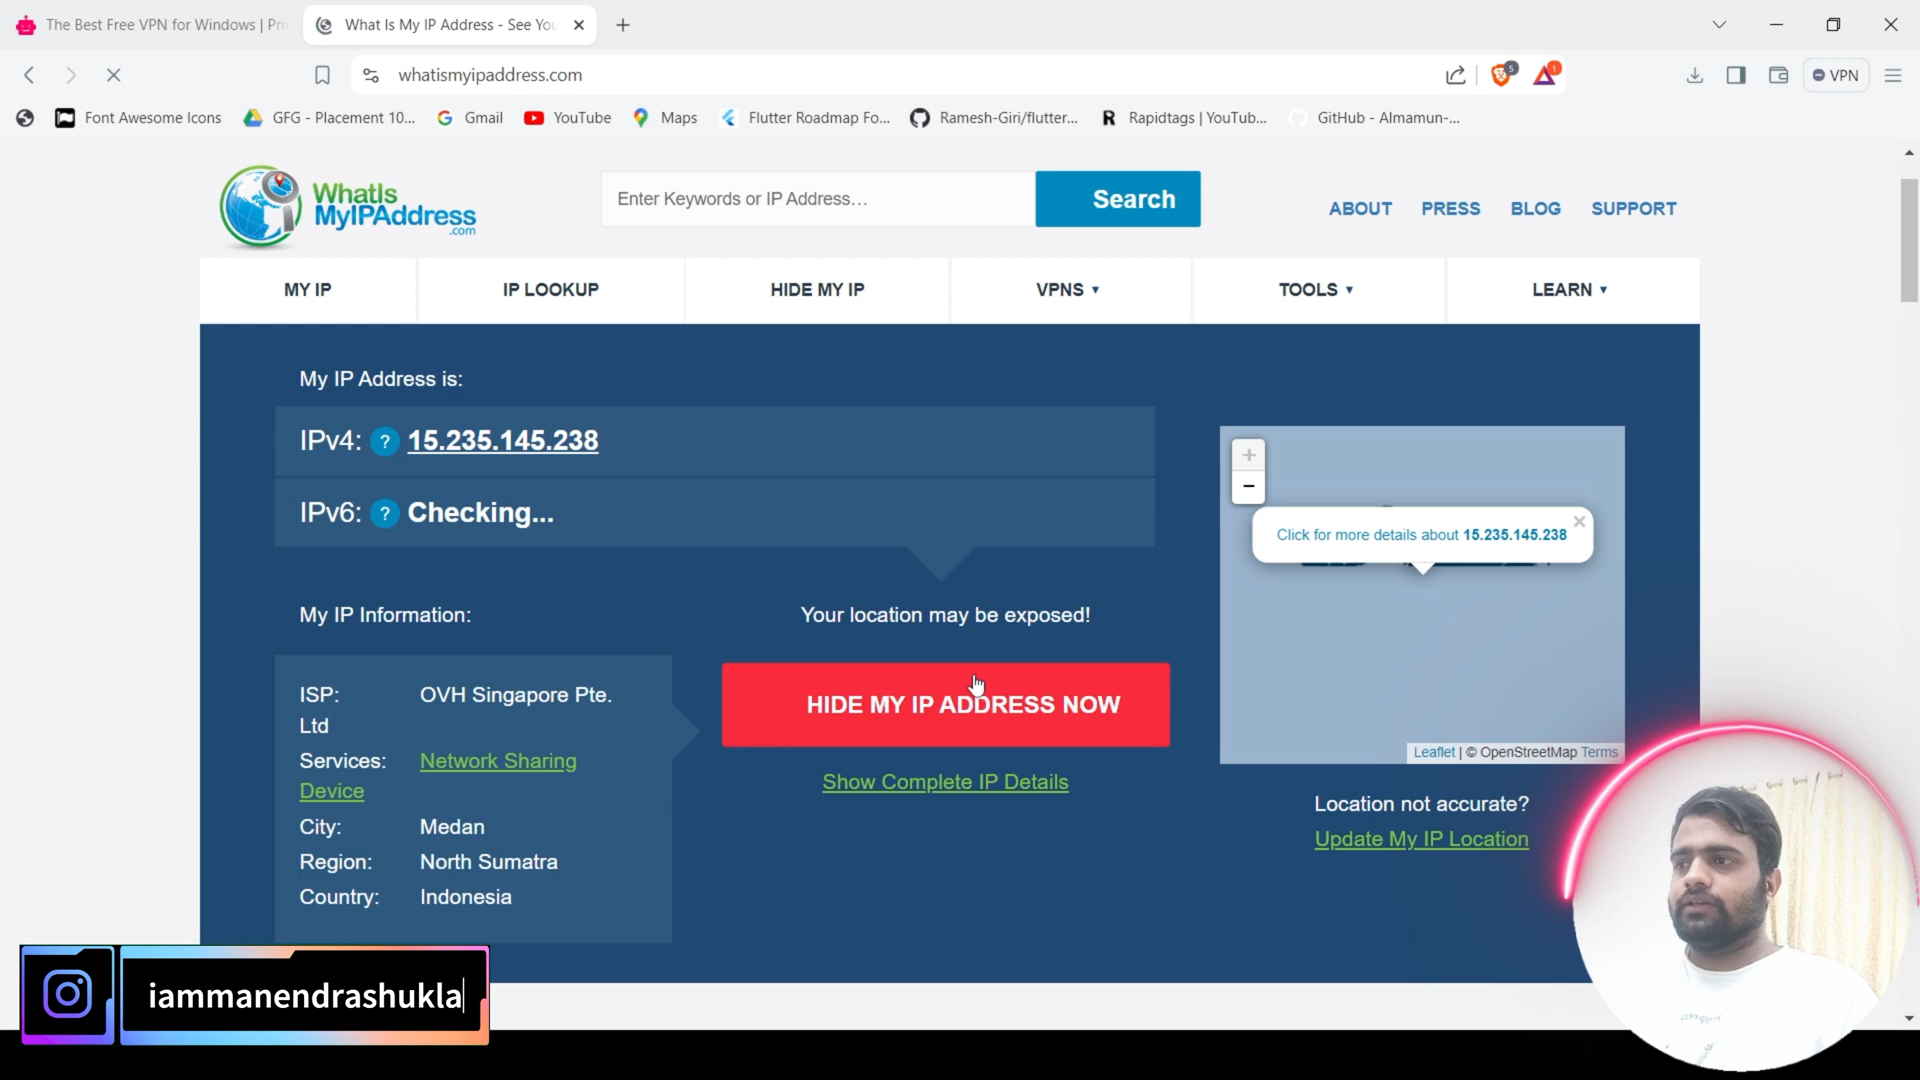 The Best Free VPN for Windows | Pri
What Is My IP Address - See You
whatismyipaddress.com
5
1
VPN
Font Awesome Icons
GFG - Placement 10...
Gmail
YouTube
Maps
Flutter Roadmap Fo...
Ramesh-Giri/flutter...
Rapidtags | YouTub...
GitHub - Almamun-...
WhatIs
MyIPAddress
.com
Enter Keywords or IP Address...
Search
ABOUT
PRESS
BLOG
SUPPORT
MY IP
IP LOOKUP
HIDE MY IP
VPNS
TOOLS
LEARN
My IP Address is:
IPv4: ? 15.235.145.238
IPv6: ? Checking...
My IP Information:
ISP: OVH Singapore Pte.
Ltd
Services: Network Sharing
Device
City: Medan
Region: North Sumatra
Country: Indonesia
Your location may be exposed!
HIDE MY IP ADDRESS NOW
Show Complete IP Details
+
−
Click for more details about 15.235.145.238
×
Leaflet | © OpenStreetMap Terms
Location not accurate?
Update My IP Location
iammanendrashukla